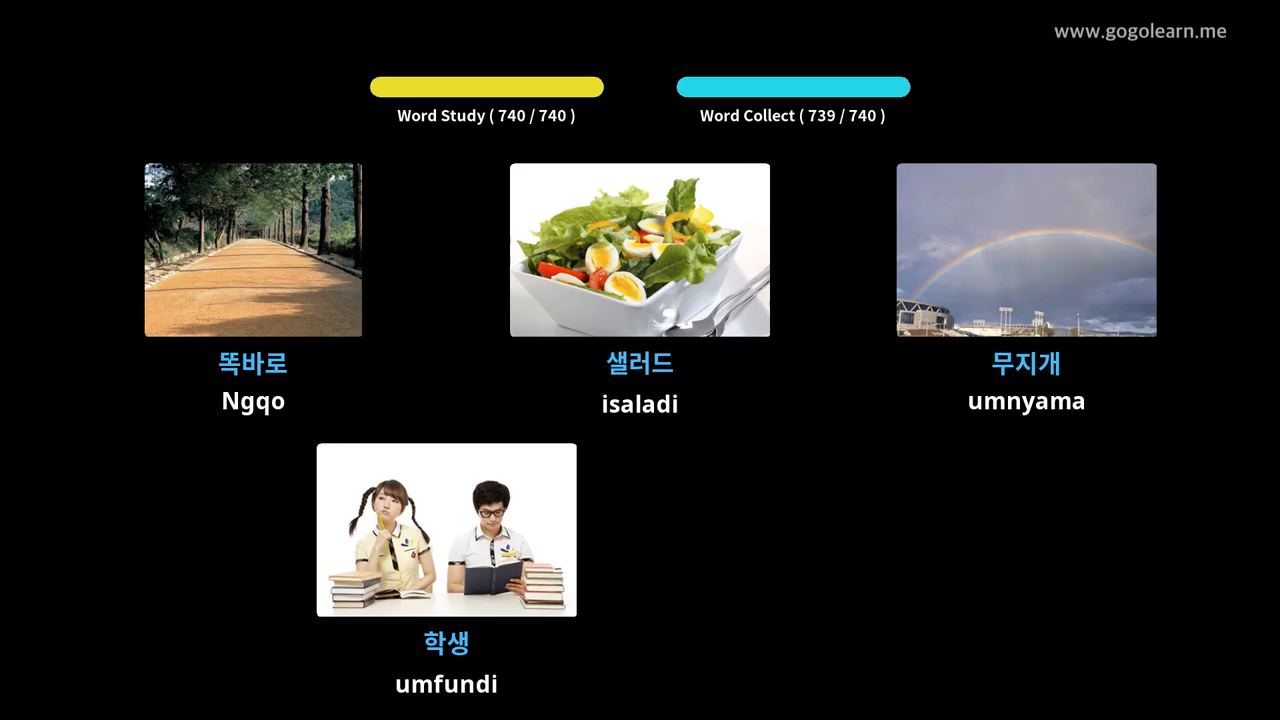 www.gogolearn.me
Word Study ( 740 / 740 )
Word Collect ( 739 / 740 )
똑바로
Ngqo
샐러드
isaladi
무지개
umnyama
학생
umfundi